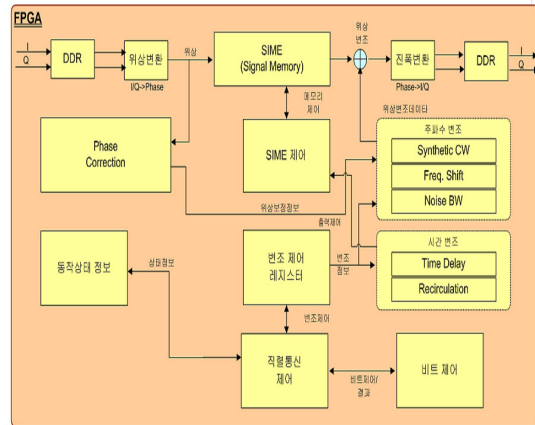 FPGA
I
Q
DDR
위상변환
I/Q->Phase
위상
SIME
(Signal Memory)
위상
변조
진폭변환
Phase->I/Q
DDR
I
Q
메모리
제어
위상변조데이타
Phase
Correction
SIME 제어
주파수 변조
Synthetic CW
Freq. Shift
Noise BW
위상보정정보
출력제어
시간 변조
Time Delay
Recirculation
동작상태 정보
상태정보
변조 제어
레지스터
변조
정보
변조제어
직렬통신
제어
비트제어/
결과
비트 제어